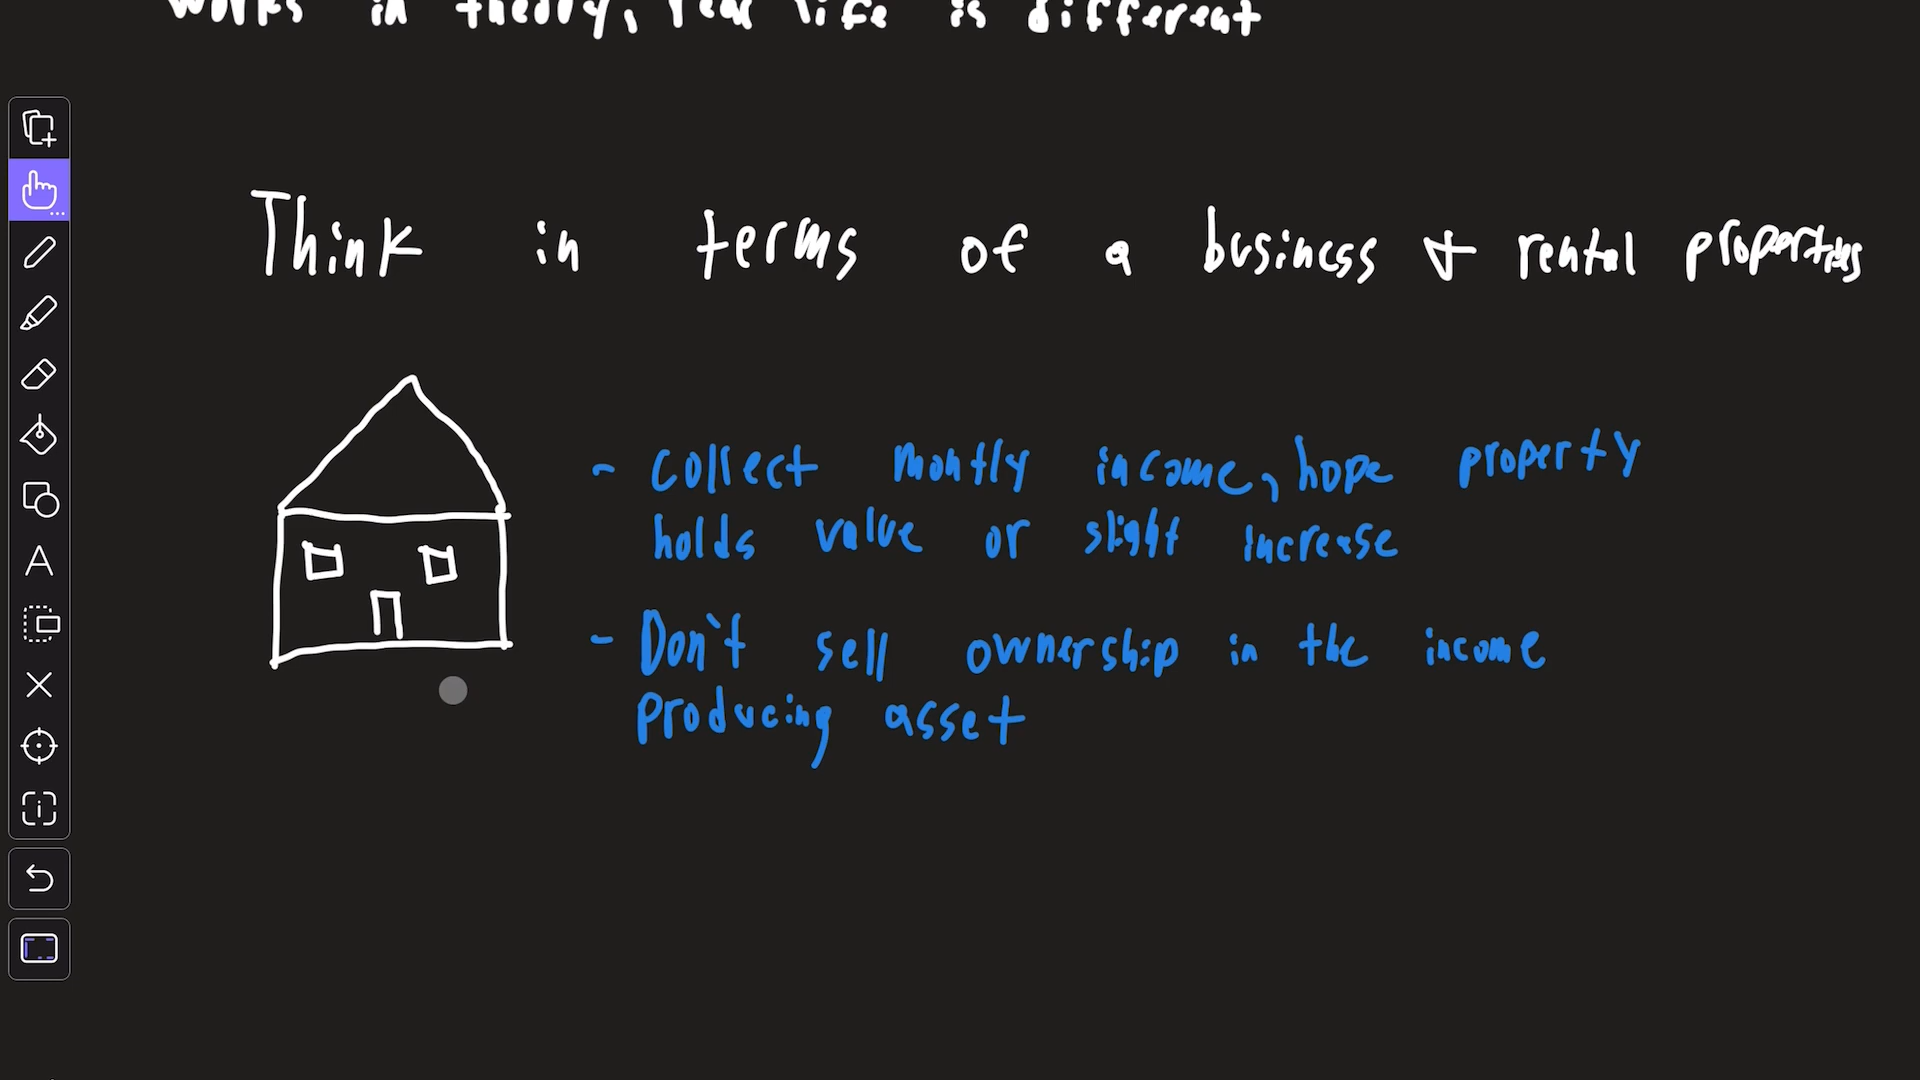 works in theory, real life is different
Think in terms of a business + rental properties
- collect montly income, hope property
holds value or slight increase
- Don't sell ownership in the income
producing asset